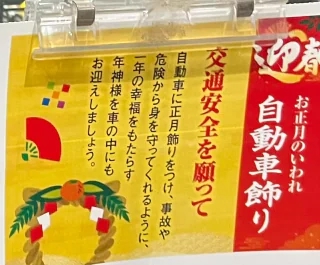 迎春
お正月のいわれ
自動車飾り
交通安全を願って
自動車に正月飾りをつけ、事故や
危険から身を守ってくれるように、
一年の幸福をもたらす
年神様を車の中にも
お迎えしましょう。